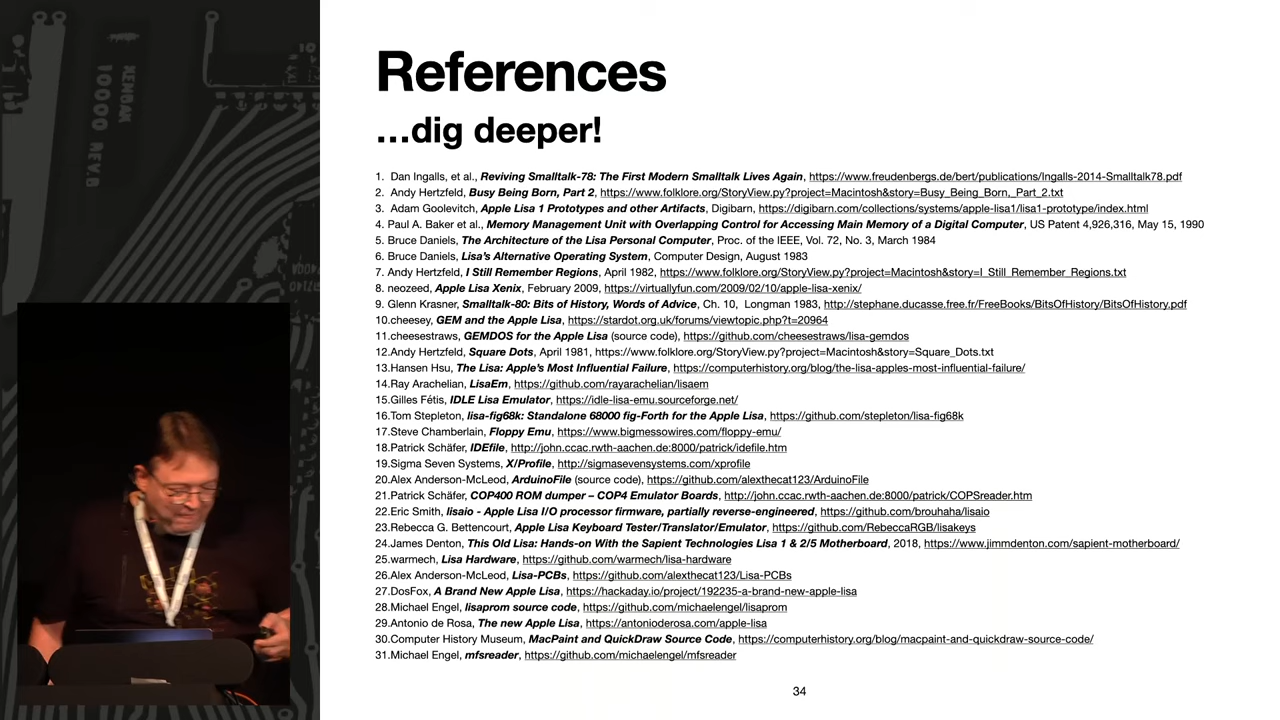 KENBAK
10000 REV.B
References
…dig deeper!
1. Dan Ingalls, et al., Reviving Smalltalk-78: The First Modern Smalltalk Lives Again, https://www.freudenbergs.de/bert/publications/Ingalls-2014-Smalltalk78.pdf
2. Andy Hertzfeld, Busy Being Born, Part 2, https://www.folklore.org/StoryView.py?project=Macintosh&story=Busy_Being_Born,_Part_2.txt
3. Adam Goolevitch, Apple Lisa 1 Prototypes and other Artifacts, Digibarn, https://digibarn.com/collections/systems/apple-lisa1/lisa1-prototype/index.html
4. Paul A. Baker et al., Memory Management Unit with Overlapping Control for Accessing Main Memory of a Digital Computer, US Patent 4,926,316, May 15, 1990
5. Bruce Daniels, The Architecture of the Lisa Personal Computer, Proc. of the IEEE, Vol. 72, No. 3, March 1984
6. Bruce Daniels, Lisa's Alternative Operating System, Computer Design, August 1983
7. Andy Hertzfeld, I Still Remember Regions, April 1982, https://www.folklore.org/StoryView.py?project=Macintosh&story=I_Still_Remember_Regions.txt
8. neozeed, Apple Lisa Xenix, February 2009, https://virtuallyfun.com/2009/02/10/apple-lisa-xenix/
9. Glenn Krasner, Smalltalk-80: Bits of History, Words of Advice, Ch. 10, Longman 1983, http://stephane.ducasse.free.fr/FreeBooks/BitsOfHistory/BitsOfHistory.pdf
10.cheesey, GEM and the Apple Lisa, https://stardot.org.uk/forums/viewtopic.php?t=20964
11.cheesestraws, GEMDOS for the Apple Lisa (source code), https://github.com/cheesestraws/lisa-gemdos
12.Andy Hertzfeld, Square Dots, April 1981, https://www.folklore.org/StoryView.py?project=Macintosh&story=Square_Dots.txt
13.Hansen Hsu, The Lisa: Apple's Most Influential Failure, https://computerhistory.org/blog/the-lisa-apples-most-influential-failure/
14.Ray Arachelian, LisaEm, https://github.com/rayarachelian/lisaem
15.Gilles Fétis, IDLE Lisa Emulator, https://idle-lisa-emu.sourceforge.net/
16.Tom Stepleton, lisa-fig68k: Standalone 68000 fig-Forth for the Apple Lisa, https://github.com/stepleton/lisa-fig68k
17.Steve Chamberlain, Floppy Emu, https://www.bigmessowires.com/floppy-emu/
18.Patrick Schäfer, IDEfile, http://john.ccac.rwth-aachen.de:8000/patrick/idefile.htm
19.Sigma Seven Systems, X/Profile, http://sigmasevensystems.com/xprofile
20.Alex Anderson-McLeod, ArduinoFile (source code), https://github.com/alexthecat123/ArduinoFile
21.Patrick Schäfer, COP400 ROM dumper – COP4 Emulator Boards, http://john.ccac.rwth-aachen.de:8000/patrick/COPSreader.htm
22.Eric Smith, lisaio - Apple Lisa I/O processor firmware, partially reverse-engineered, https://github.com/brouhaha/lisaio
23.Rebecca G. Bettencourt, Apple Lisa Keyboard Tester/Translator/Emulator, https://github.com/RebeccaRGB/lisakeys
24.James Denton, This Old Lisa: Hands-on With the Sapient Technologies Lisa 1 & 2/5 Motherboard, 2018, https://www.jimmdenton.com/sapient-motherboard/
25.warmech, Lisa Hardware, https://github.com/warmech/lisa-hardware
26.Alex Anderson-McLeod, Lisa-PCBs, https://github.com/alexthecat123/Lisa-PCBs
27.DosFox, A Brand New Apple Lisa, https://hackaday.io/project/192235-a-brand-new-apple-lisa
28.Michael Engel, lisaprom source code, https://github.com/michaelengel/lisaprom
29.Antonio de Rosa, The new Apple Lisa, https://antonioderosa.com/apple-lisa
30.Computer History Museum, MacPaint and QuickDraw Source Code, https://computerhistory.org/blog/macpaint-and-quickdraw-source-code/
31.Michael Engel, mfsreader, https://github.com/michaelengel/mfsreader
34